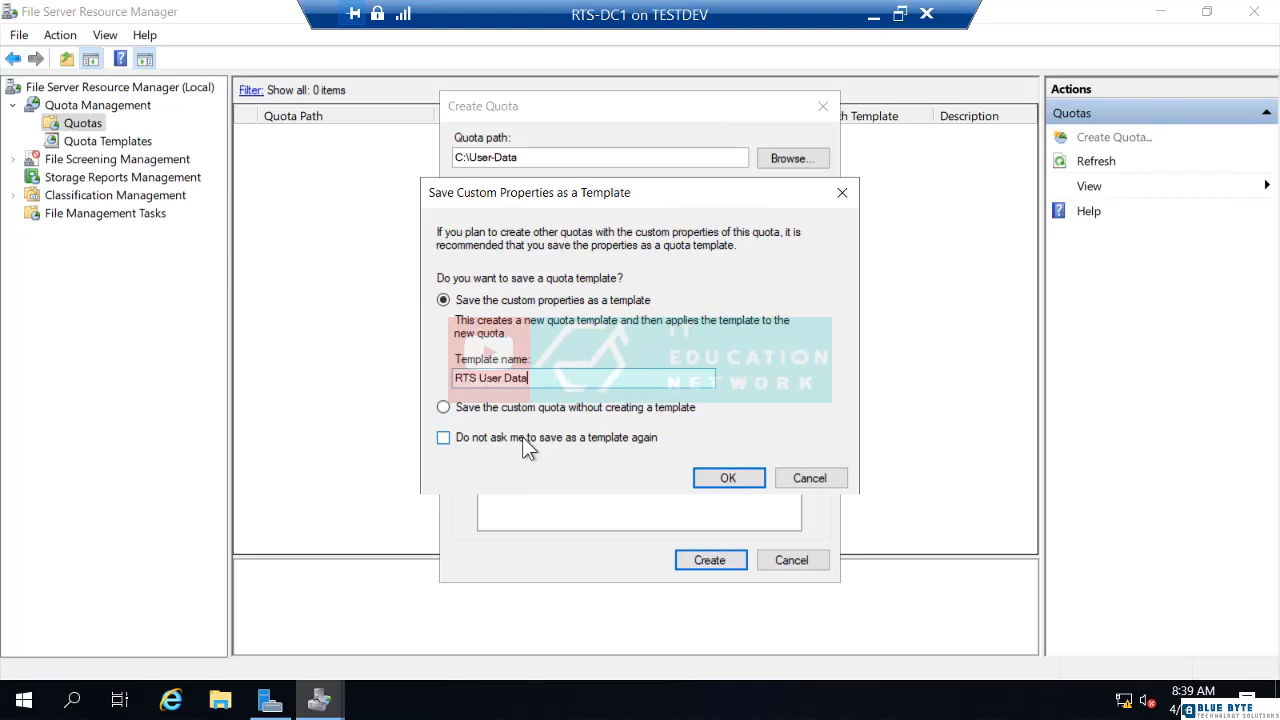 File Server Resource Manager
RTS-DC1 on TESTDEV
File Action View Help
File Server Resource Manager (Local)
Quota Management
Quotas
Quota Templates
File Screening Management
Storage Reports Management
Classification Management
File Management Tasks
Filter: Show all: 0 items
Quota Path
h Template
Description
Create Quota
Quota path:
C:\User-Data
Browse...
Save Custom Properties as a Template
If you plan to create other quotas with the custom properties of this quota, it is
recommended that you save the properties as a quota template.
Do you want to save a quota template?
Save the custom properties as a template
This creates a new quota template and then applies the template to the
new quota.
Template name:
RTS User Data
Save the custom quota without creating a template
Do not ask me to save as a template again
OK Cancel
Create Cancel
IT
EDUCATION
NETWORK
Actions
Quotas
Create Quota...
Refresh
View
Help
8:39 AM
4/
BLUE BYTE
TECHNOLOGY SOLUTIONS